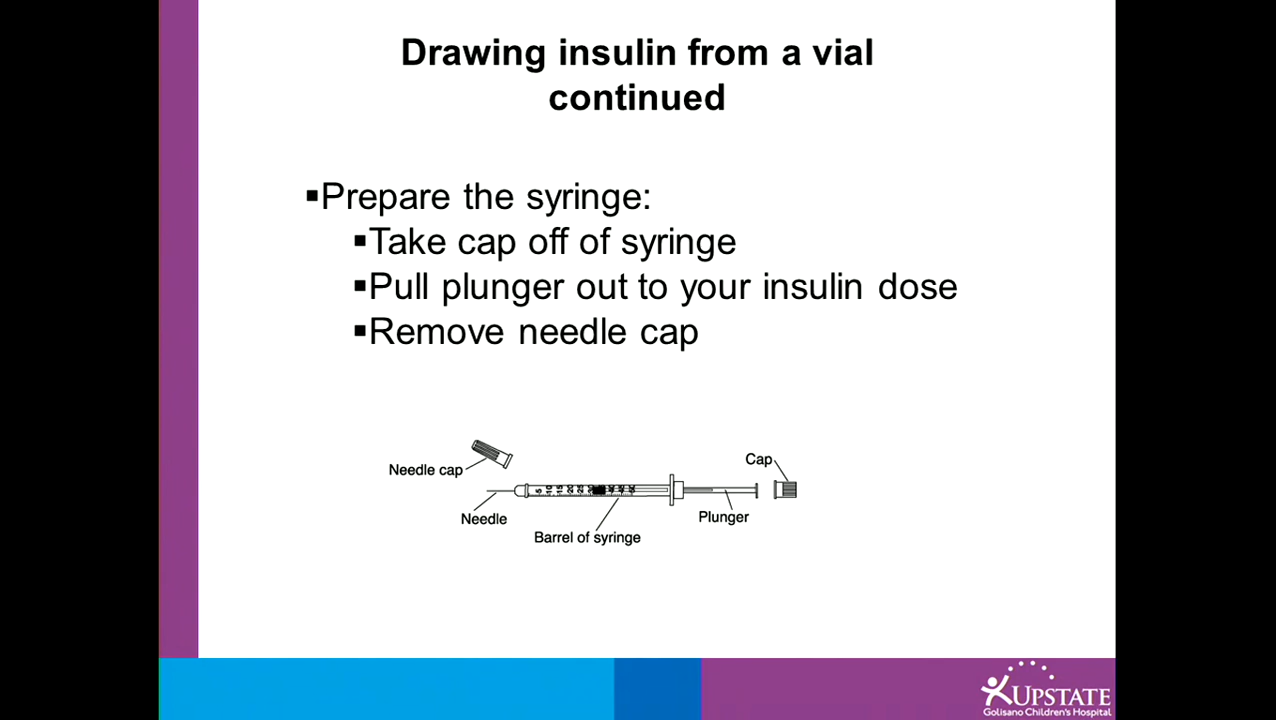 Drawing insulin from a vial
continued
▪Prepare the syringe:
▪Take cap off of syringe
▪Pull plunger out to your insulin dose
▪Remove needle cap
Needle cap
Cap
Needle
Plunger
Barrel of syringe
UPSTATE
Golisano Children's Hospital